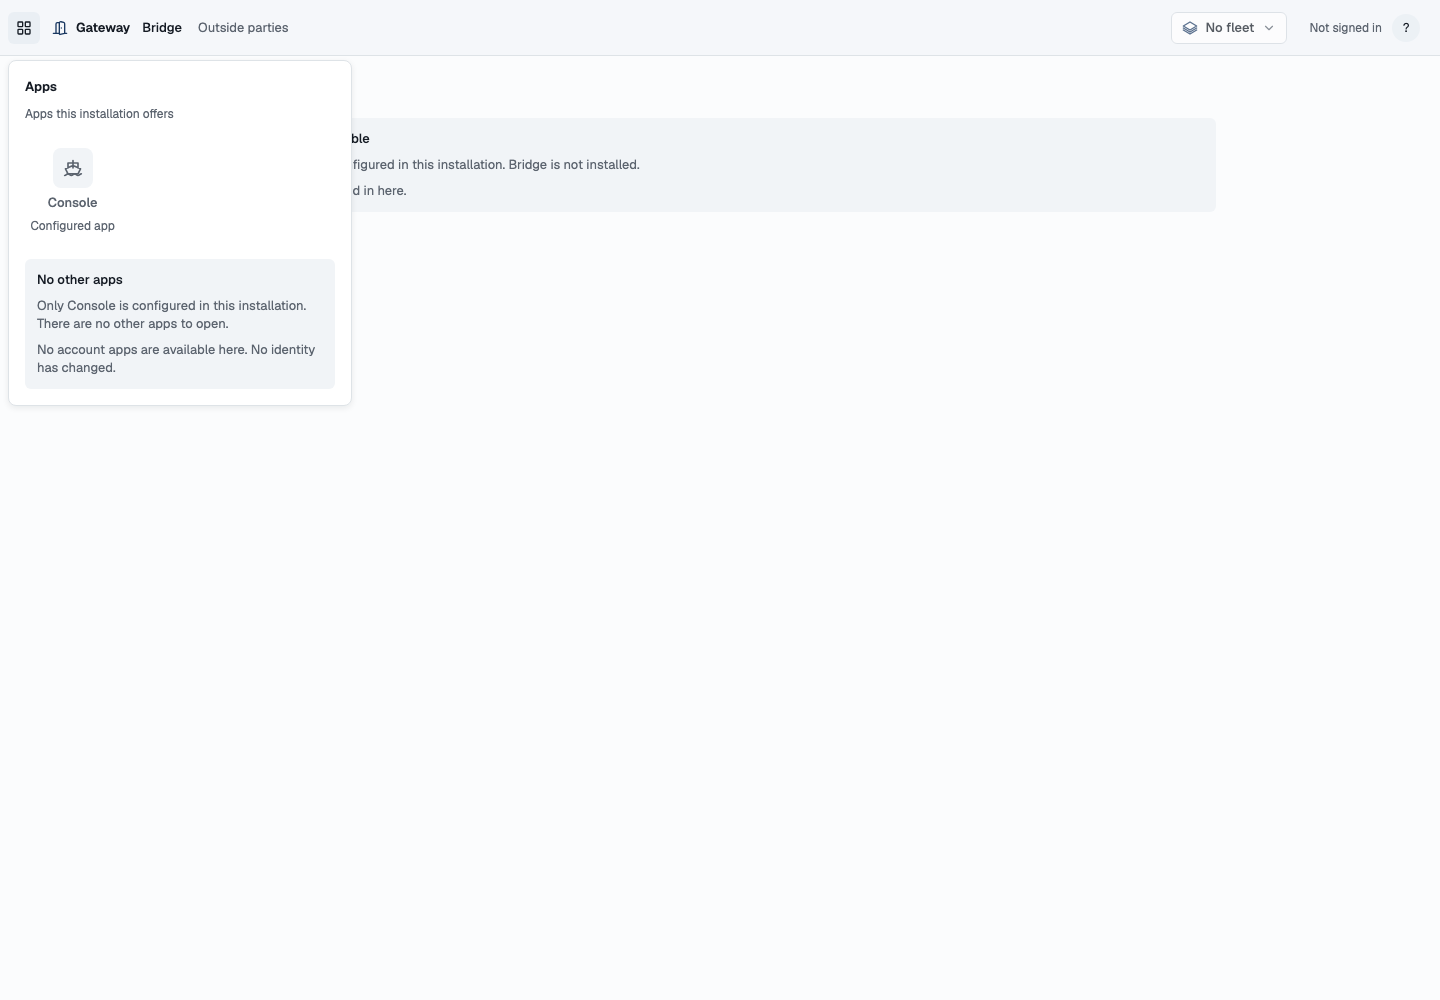 Gateway Bridge Outside parties
No fleet
Not signed in ?
Apps
Apps this installation offers
Console
Configured app
No other apps
Only Console is configured in this installation.
There are no other apps to open.
No account apps are available here. No identity
has changed.
ble
figured in this installation. Bridge is not installed.
d in here.